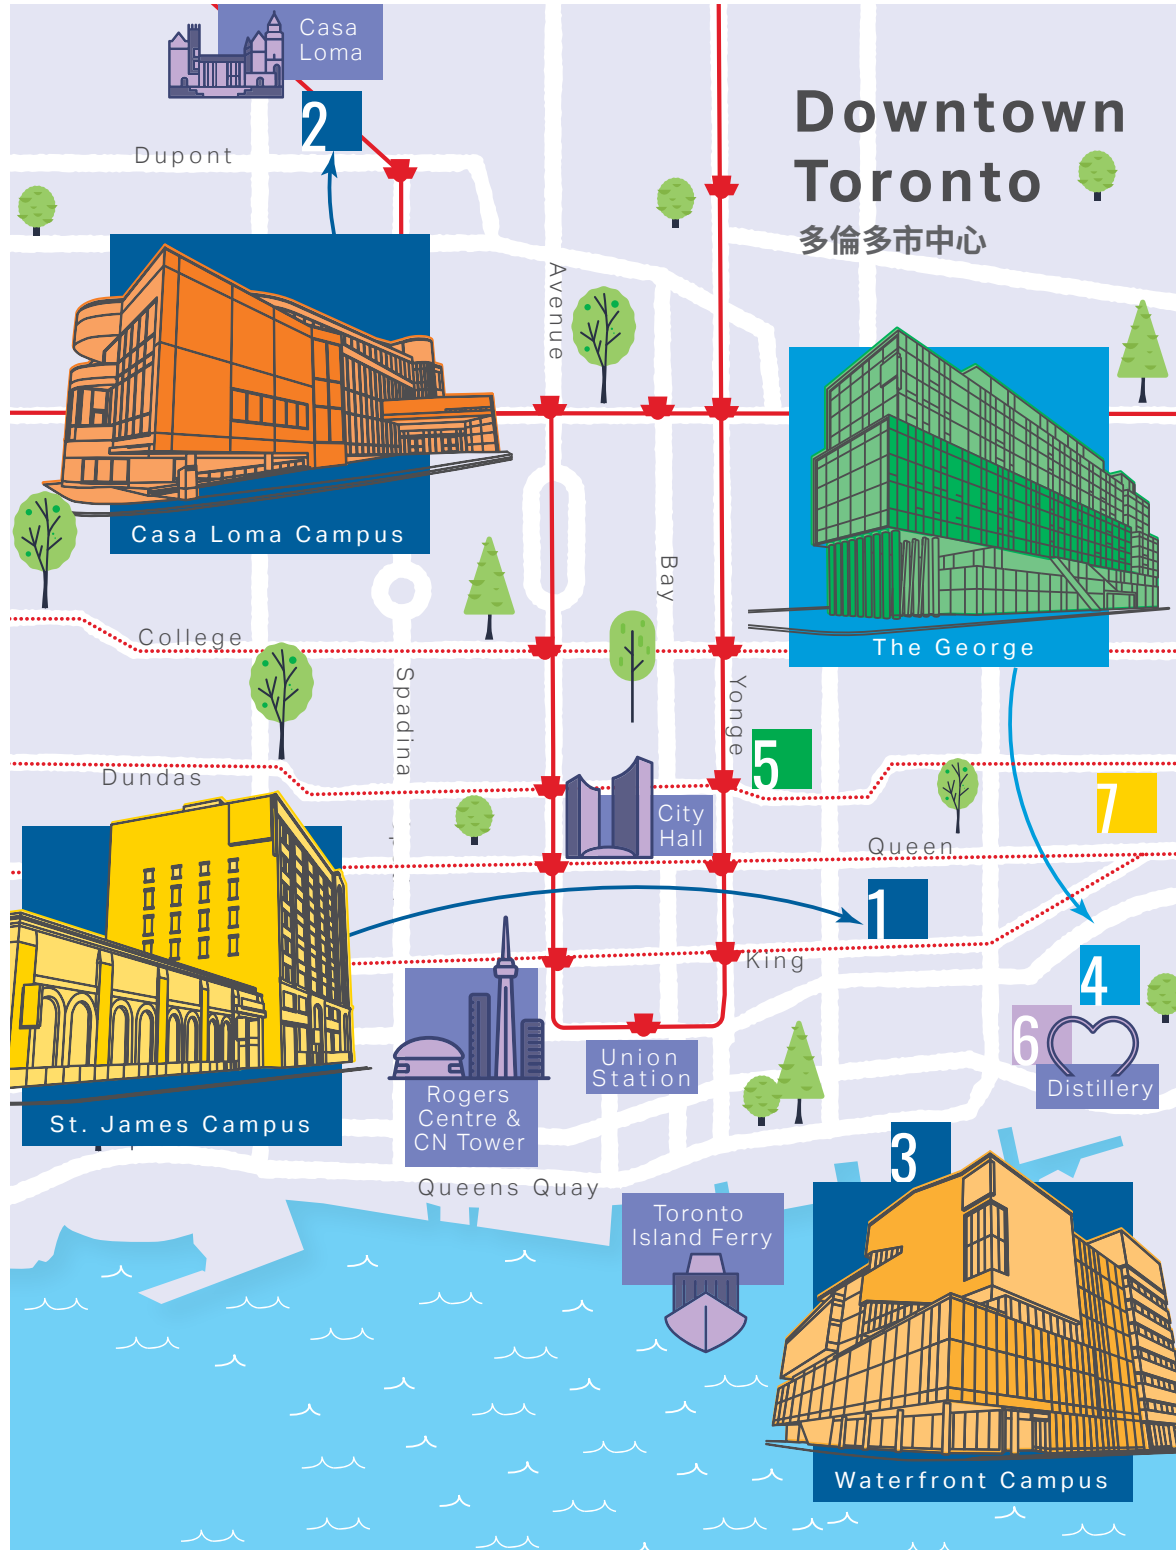 Casa
Loma
2
Downtown
Toronto
多倫多市中心
Dupont
Avenue
Casa Loma Campus
Bay
College
The George
Spadina
Yonge
5
Dundas
7
City
Hall
Queen
1
King
4
6
Union
Station
Distillery
Rogers
Centre &
CN Tower
St. James Campus
3
Queens Quay
Toronto
Island Ferry
Waterfront Campus